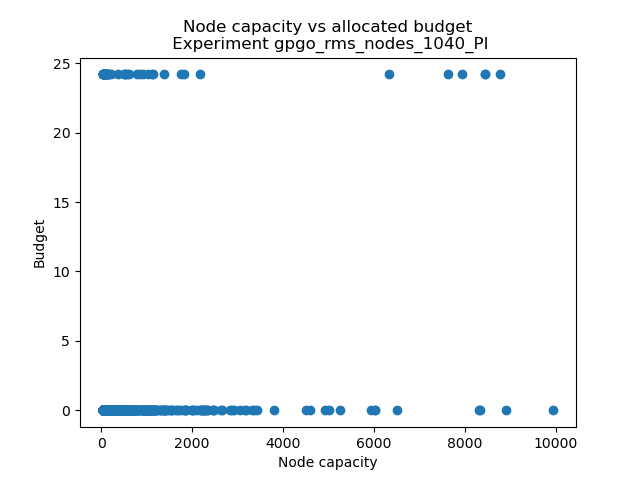 Node capacity vs allocated budget
Experiment gpgo_rms_nodes_1040_PI
25
20
15
10
5
0
Budget
0 2000 4000 6000 8000 10000
Node capacity